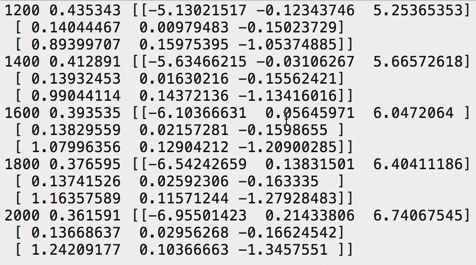 1200 0.435343 [[-5.13021517 -0.12343746 5.25365353]
[ 0.14044467 0.00979483 -0.15023729]
[ 0.89399707 0.15975395 -1.05374885]]
1400 0.412891 [[-5.63466215 -0.03106267 5.66572618]
[ 0.13932453 0.01630216 -0.15562421]
[ 0.99044114 0.14372136 -1.13416016]]
1600 0.393535 [[-6.10366631 0.05645971 6.0472064 ]
[ 0.13829559 0.02157281 -0.1598655 ]
[ 1.07996356 0.12904212 -1.20900285]]
1800 0.376595 [[-6.54242659 0.13831501 6.40411186]
[ 0.13741526 0.02592306 -0.163335 ]
[ 1.16357589 0.11571244 -1.27928483]]
2000 0.361591 [[-6.95501423 0.21433806 6.74067545]
[ 0.13668637 0.02956268 -0.16624542]
[ 1.24209177 0.10366663 -1.3457551 ]]